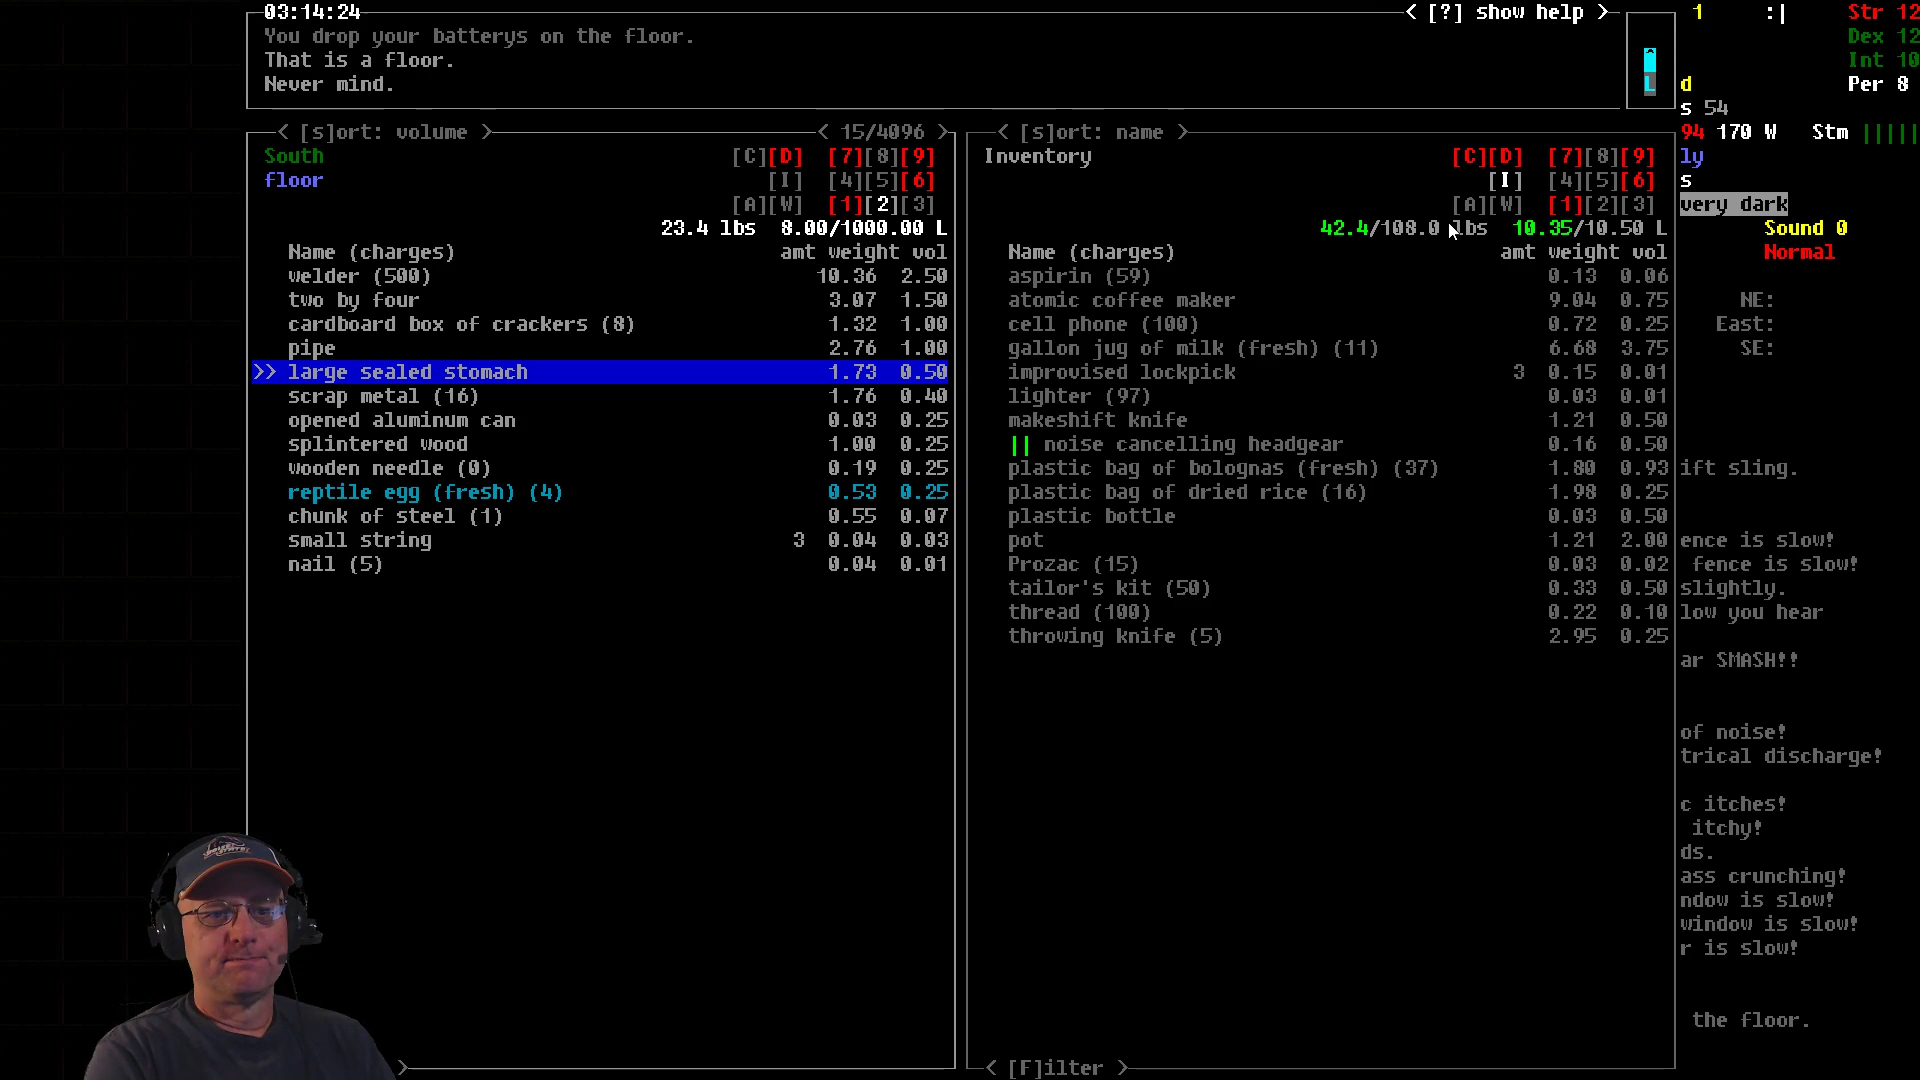 03:14:24 < [?] show help >
You drop your batterys on the floor.
That is a floor.
Never mind.
1 :| Str 12
Dex 12
Int 10
d Per 8
s 54
94 170 W Stm |||||
ly
s
very dark
Sound 0
Normal
NE:
East:
SE:
ift sling.
ence is slow!
fence is slow!
slightly.
low you hear
ar SMASH!!
of noise!
trical discharge!
c itches!
itchy!
ds.
ass crunching!
ndow is slow!
window is slow!
r is slow!
the floor.
< [s]ort: volume > < 15/4096 >
South [C][D] [7][8][9]
floor [I] [4][5][6]
[A][W] [1][2][3]
23.4 lbs 8.00/1000.00 L
Name (charges) amt weight vol
welder (500) 10.36 2.50
two by four 3.07 1.50
cardboard box of crackers (8) 1.32 1.00
pipe 2.76 1.00
>> large sealed stomach 1.73 0.50
scrap metal (16) 1.76 0.40
opened aluminum can 0.03 0.25
splintered wood 1.00 0.25
wooden needle (0) 0.19 0.25
reptile egg (fresh) (4) 0.53 0.25
chunk of steel (1) 0.55 0.07
small string 3 0.04 0.03
nail (5) 0.04 0.01
>
< [s]ort: name >
Inventory [C][D] [7][8][9]
[I] [4][5][6]
[A][W] [1][2][3]
42.4/108.0 lbs 10.35/10.50 L
Name (charges) amt weight vol
aspirin (59) 0.13 0.06
atomic coffee maker 9.04 0.75
cell phone (100) 0.72 0.25
gallon jug of milk (fresh) (11) 6.68 3.75
improvised lockpick 3 0.15 0.01
lighter (97) 0.03 0.01
makeshift knife 1.21 0.50
|| noise cancelling headgear 0.16 0.50
plastic bag of bolognas (fresh) (37) 1.80 0.93
plastic bag of dried rice (16) 1.98 0.25
plastic bottle 0.03 0.50
pot 1.21 2.00
Prozac (15) 0.03 0.02
tailor's kit (50) 0.33 0.50
thread (100) 0.22 0.10
throwing knife (5) 2.95 0.25
< [F]ilter >